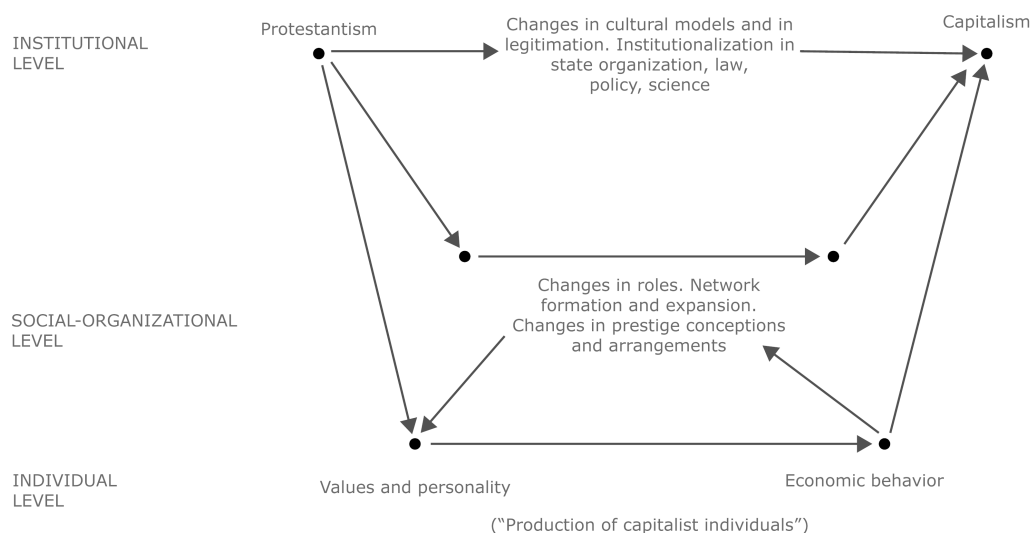 INSTITUTIONAL
LEVEL
Protestantism
Changes in cultural models and in
legitimation. Institutionalization in
state organization, law,
policy, science
Capitalism
SOCIAL-ORGANIZATIONAL
LEVEL
Changes in roles. Network
formation and expansion.
Changes in prestige conceptions
and arrangements
INDIVIDUAL
LEVEL
Values and personality
Economic behavior
(“Production of capitalist individuals”)